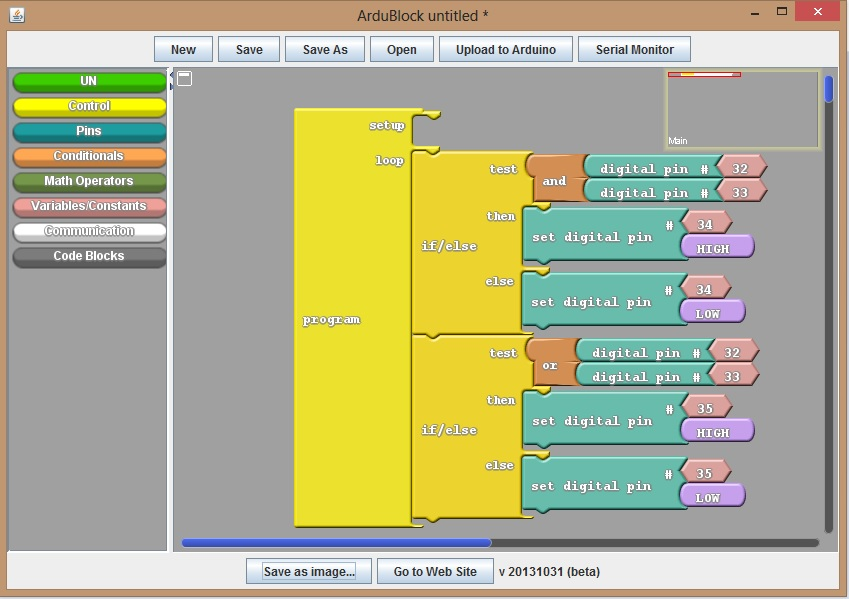 ArduBlock untitled *
New Save Save As Open Upload to Arduino Serial Monitor
UN
Control
Pins
Conditionals
Math Operators
Variables/Constants
Communication
Code Blocks
Main
program
setup
loop
if/else
test
and
digital pin # 32
digital pin # 33
then
set digital pin # 34
HIGH
else
set digital pin # 34
LOW
if/else
test
or
digital pin # 32
digital pin # 33
then
set digital pin # 35
HIGH
else
set digital pin # 35
LOW
Save as image... Go to Web Site v 20131031 (beta)